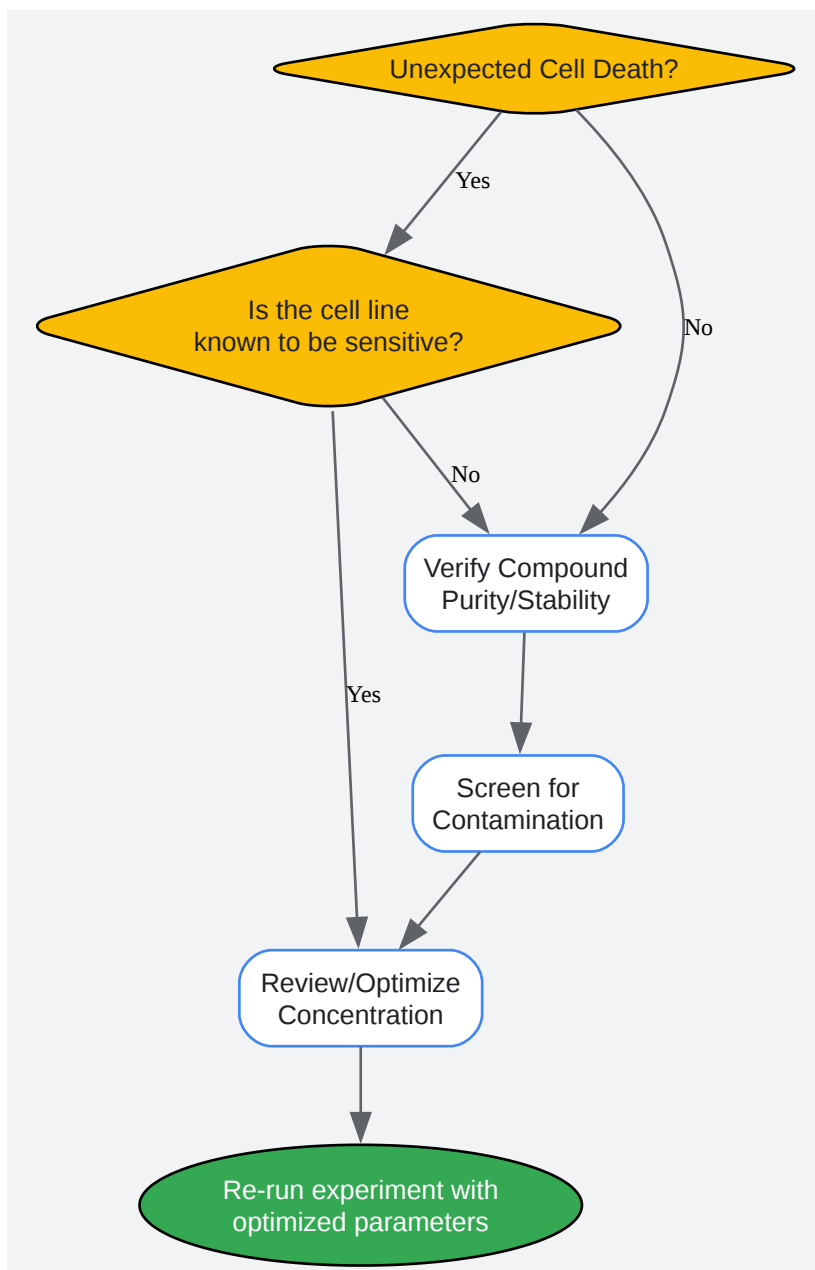 Unexpected Cell Death?
Yes
Is the cell line
known to be sensitive?
No
No
Verify Compound
Purity/Stability
Yes
Screen for
Contamination
Review/Optimize
Concentration
Re-run experiment with
optimized parameters